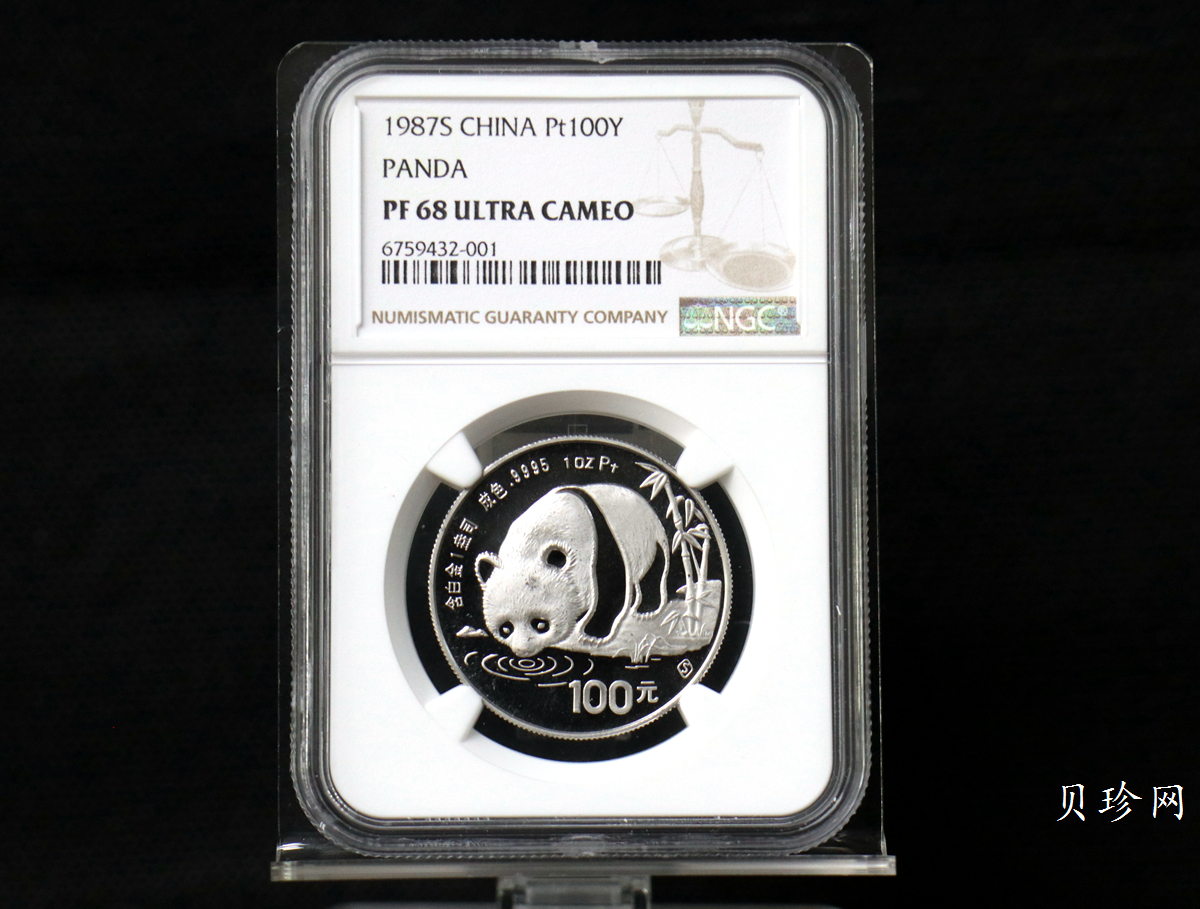 1987S CHINA Pt100Y
PANDA
PF 68 ULTRA CAMEO
6759432-001
NUMISMATIC GUARANTY COMPANY
NGC
含白金1盎司 成色.9995 1oz Pt
100元
S
贝珍网